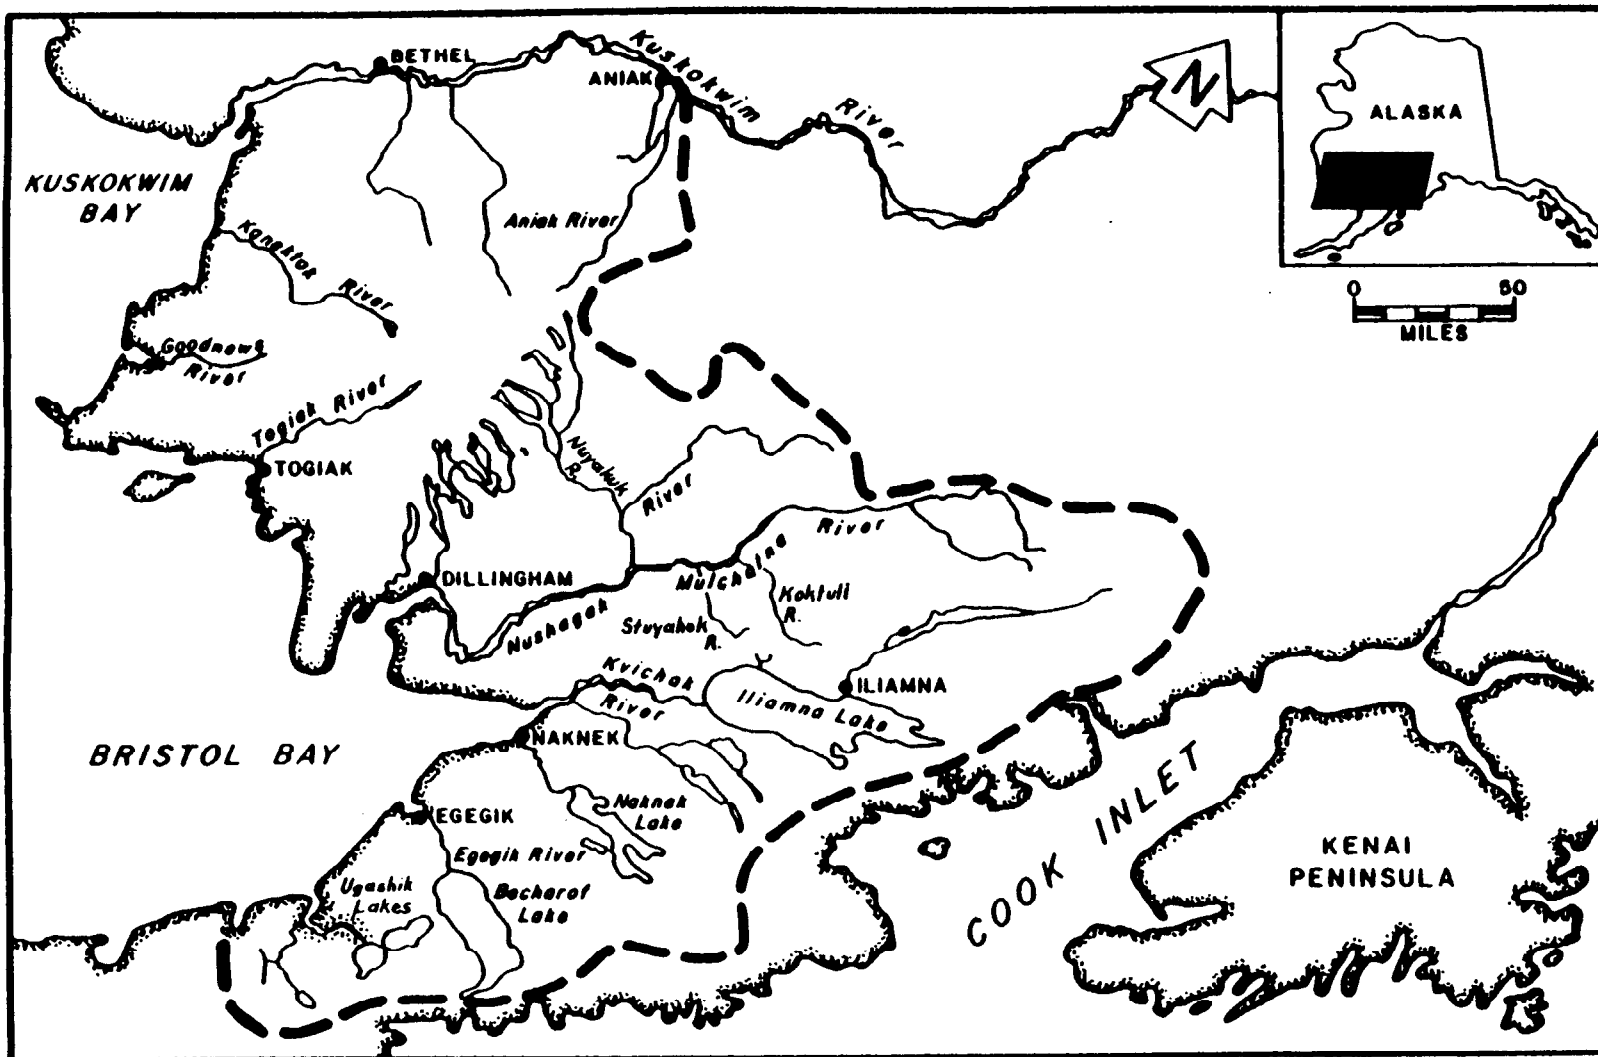 BETHEL
ANIAK
Kuskokwim
River
N
ALASKA
KUSKOKWIM
BAY
Aniak River
Kanektok
River
0 50
MILES
Goodnews
River
Togiak River
TOGIAK
Nuyakuk
R.
River
River
DILLINGHAM
Mulchatna
Koktuli
R.
Nushagak
Stuyahok
R.
Kvichak
River
ILIAMNA
Iliamna Lake
BRISTOL BAY
NAKNEK
Naknek
Lake
COOK INLET
EGEGIK
Egegik River
KENAI
PENINSULA
Ugashik
Lakes
Becharof
Lake